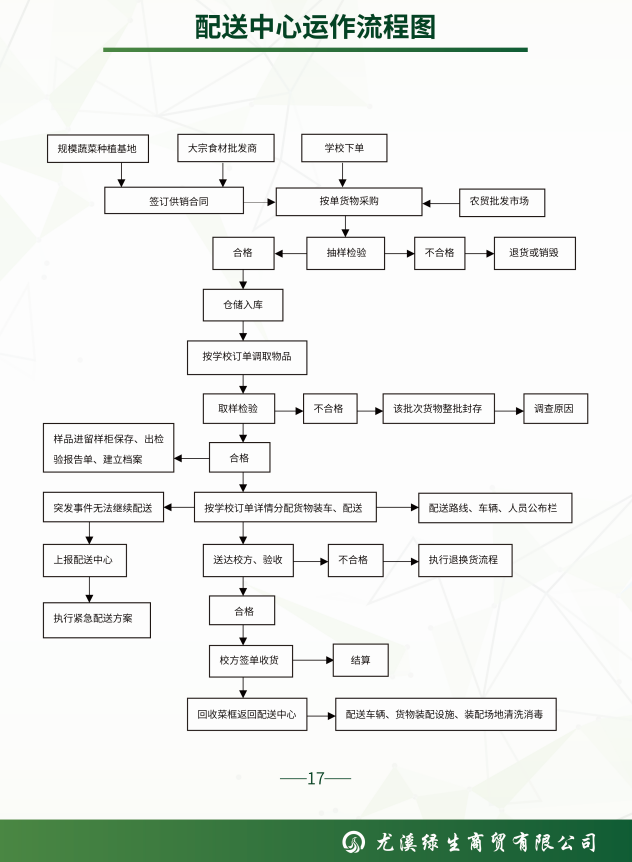 配送中心运作流程图
规模蔬菜种植基地
大宗食材批发商
学校下单
签订供销合同
按单货物采购
农贸批发市场
合格
抽样检验
不合格
退货或销毁
仓储入库
按学校订单调取物品
取样检验
不合格
该批次货物整批封存
调查原因
样品进留样柜保存、出检
验报告单、建立档案
合格
突发事件无法继续配送
按学校订单详情分配货物装车、配送
配送路线、车辆、人员公布栏
上报配送中心
送达校方、验收
不合格
执行退换货流程
执行紧急配送方案
合格
校方签单收货
结算
回收菜框返回配送中心
配送车辆、货物装配设施、装配场地清洗消毒
17
尤溪绿生商贸有限公司